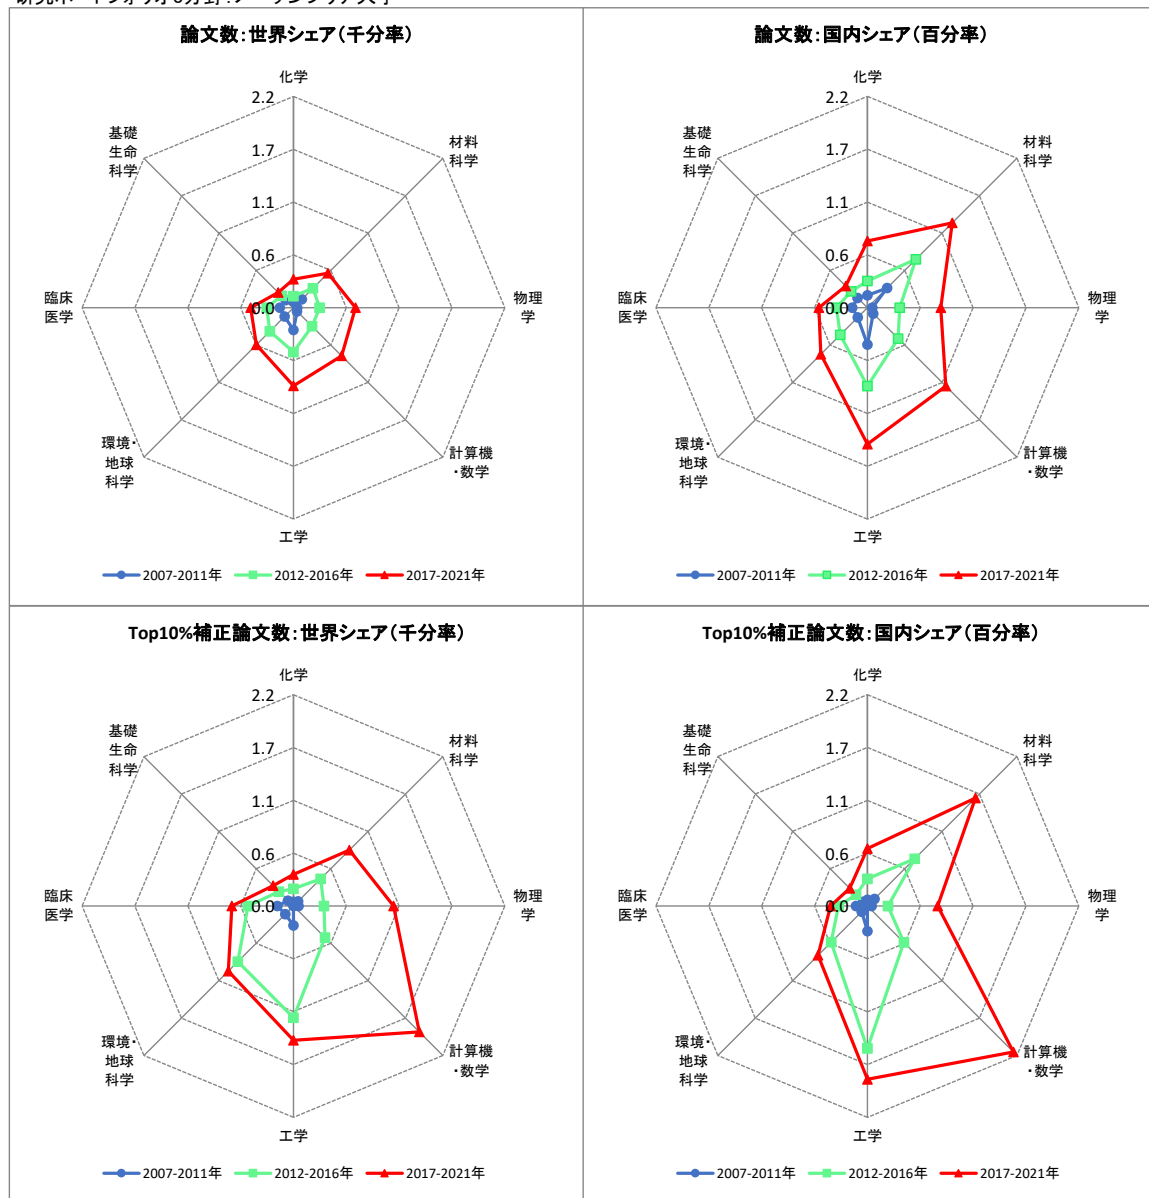 論文数：世界シェア（千分率）
化学
2.2
1.7
1.1
0.6
0.0
材料
科学
物理
学
計算機
・数学
工学
環境・
地球
科学
臨床
医学
基礎
生命
科学
2007-2011年 2012-2016年 2017-2021年
論文数：国内シェア（百分率）
化学
2.2
1.7
1.1
0.6
0.0
材料
科学
物理
学
計算機
・数学
工学
環境・
地球
科学
臨床
医学
基礎
生命
科学
2007-2011年 2012-2016年 2017-2021年
Top10%補正論文数：世界シェア（千分率）
化学
2.2
1.7
1.1
0.6
0.0
材料
科学
物理
学
計算機
・数学
工学
環境・
地球
科学
臨床
医学
基礎
生命
科学
2007-2011年 2012-2016年 2017-2021年
Top10%補正論文数：国内シェア（百分率）
化学
2.2
1.7
1.1
0.6
0.0
材料
科学
物理
学
計算機
・数学
工学
環境・
地球
科学
臨床
医学
基礎
生命
科学
2007-2011年 2012-2016年 2017-2021年